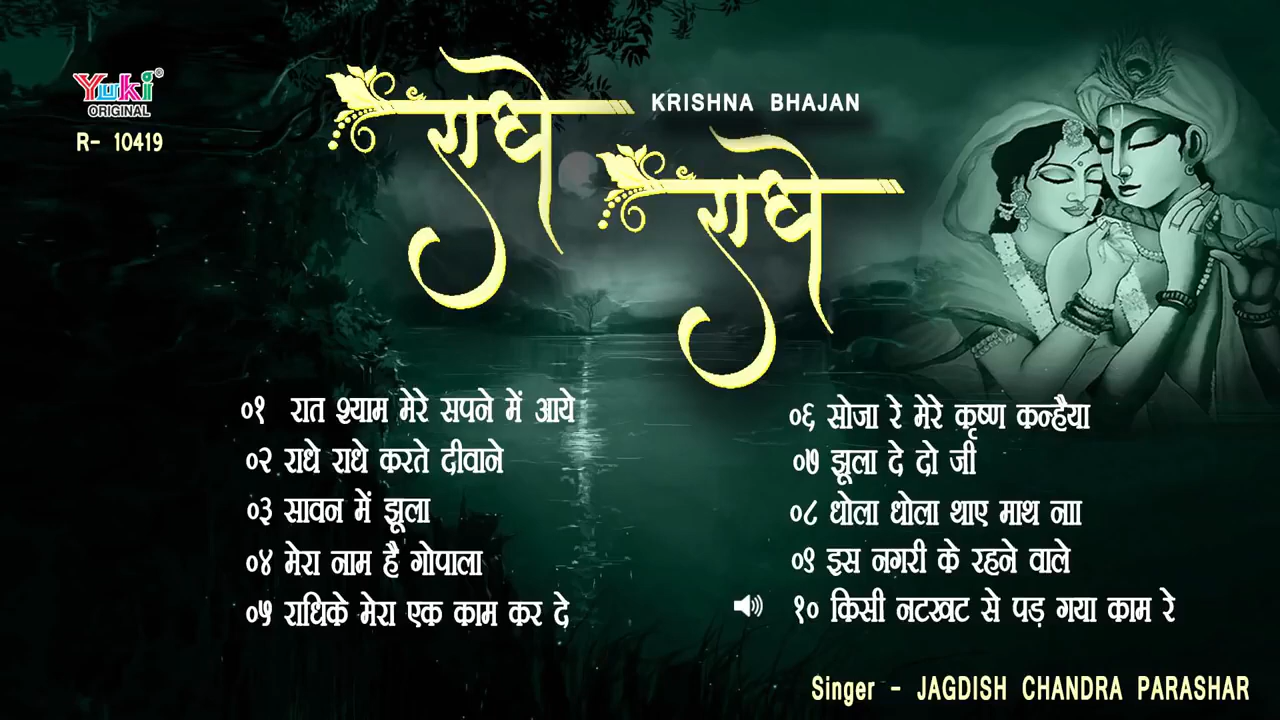 Yuki
ORIGINAL
R- 10419
राधे
KRISHNA BHAJAN
राधे
०१ रात श्याम मेरे सपने में आये
०२ राधे राधे करते दीवाने
०३ सावन में झूला
०४ मेरा नाम है गोपाला
०५ राधिके मेरा एक काम कर दे
०६ सोजा रे मेरे कृष्ण कन्हैया
०७ झूला दे दो जी
०८ धोला धोला थाए माथ नाा
०९ इस नगरी के रहने वाले
१० किसी नटखट से पड़ गया काम रे
Singer - JAGDISH CHANDRA PARASHAR